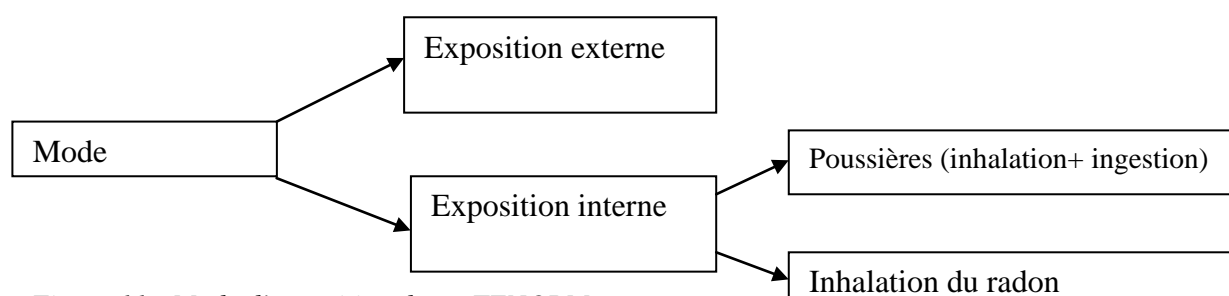 Exposition externe
Mode
Poussières (inhalation+ ingestion)
Exposition interne
Inhalation du radon